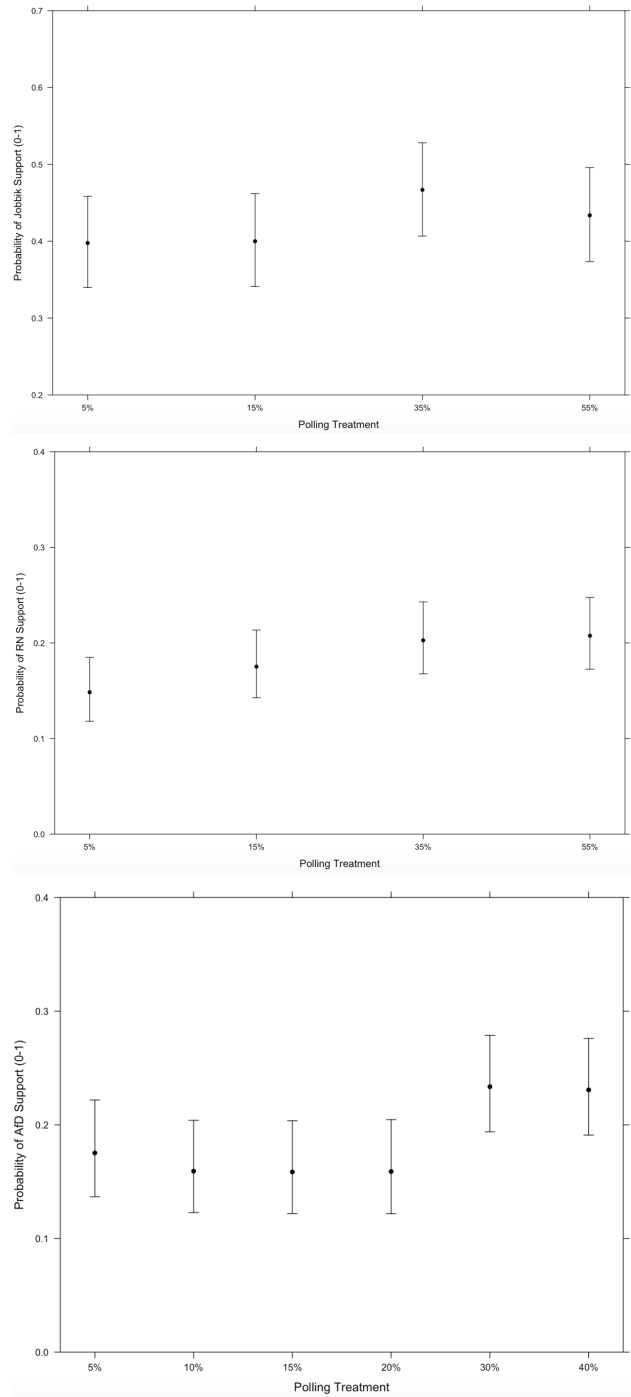 0.7
0.6
0.5
0.4
0.3
0.2
Probability of Jobbik Support (0-1)
5% 15% 35% 55%
Polling Treatment
0.4
0.3
0.2
0.1
0.0
Probability of RN Support (0-1)
5% 15% 35% 55%
Polling Treatment
0.4
0.3
0.2
0.1
0.0
Probability of AfD Support (0-1)
5% 10% 15% 20% 30% 40%
Polling Treatment